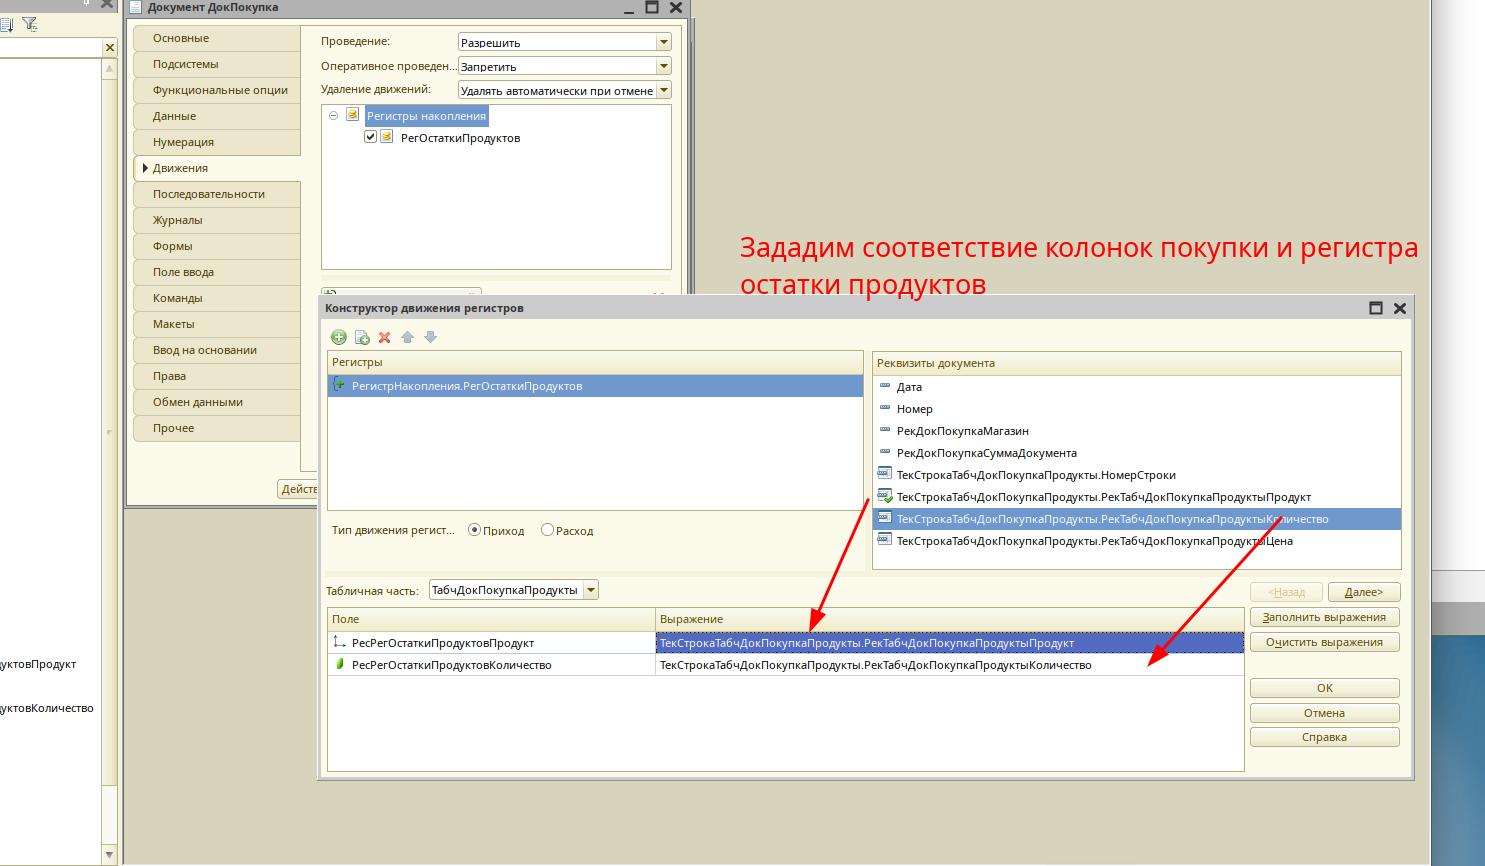 Документ ДокПокупка
Основные
Подсистемы
Функциональные опции
Данные
Нумерация
Движения
Последовательности
Журналы
Формы
Поле ввода
Команды
Макеты
Ввод на основании
Права
Обмен данными
Прочее
Проведение:
Разрешить
Оперативное проведен...
Запретить
Удаление движений:
Удалять автоматически при отмене
Регистры накопления
РегОстаткиПродуктов
Действ
Зададим соответствие колонок покупки и регистра
остатки продуктов
Конструктор движения регистров
Регистры
РегистрНакопления.РегОстаткиПродуктов
Реквизиты документа
Дата
Номер
РекДокПокупкаМагазин
РекДокПокупкаСуммаДокумента
ТекСтрокаТабчДокПокупкаПродукты.НомерСтроки
ТекСтрокаТабчДокПокупкаПродукты.РекТабчДокПокупкаПродуктыПродукт
ТекСтрокаТабчДокПокупкаПродукты.РекТабчДокПокупкаПродуктыКоличество
ТекСтрокаТабчДокПокупкаПродукты.РекТабчДокПокупкаПродуктыЦена
Тип движения регист...
Приход
Расход
Табличная часть:
ТабчДокПокупкаПродукты
<Назад
Далее>
Заполнить выражения
Очистить выражения
Поле
Выражение
РесРегОстаткиПродуктовПродукт
ТекСтрокаТабчДокПокупкаПродукты.РекТабчДокПокупкаПродуктыПродукт
РесРегОстаткиПродуктовКоличество
ТекСтрокаТабчДокПокупкаПродукты.РекТабчДокПокупкаПродуктыКоличество
OK
Отмена
Справка
уктовПродукт
уктовКоличество